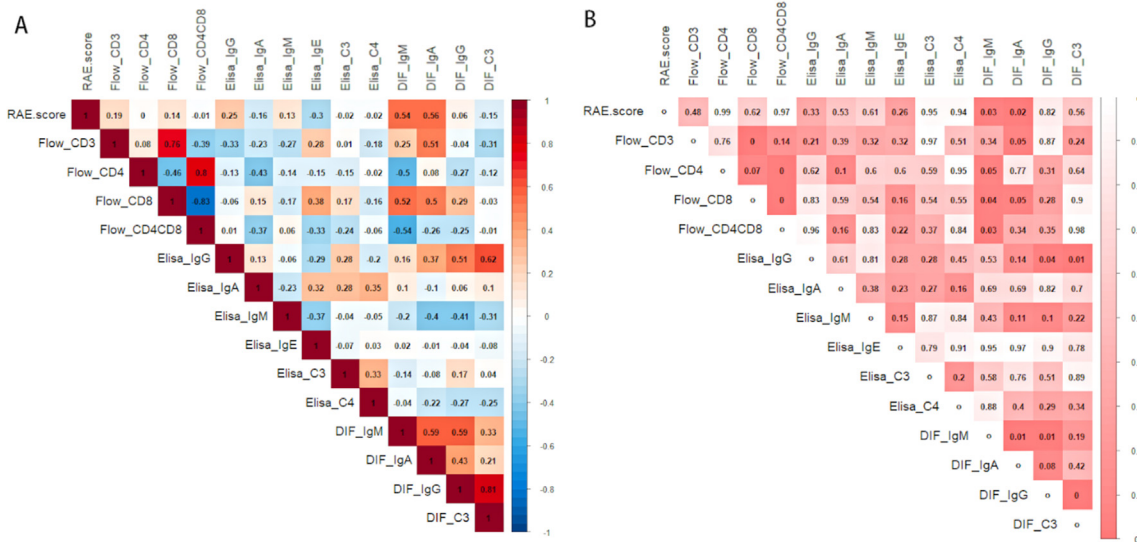 A
RAE.score Flow_CD3 Flow_CD4 Flow_CD8 Flow_CD4CD8 Elisa_IgG Elisa_IgA Elisa_IgM Elisa_IgE Elisa_C3 Elisa_C4 DIF_IgM DIF_IgA DIF_IgG DIF_C3
RAE.score 1 0.19 0 0.14 -0.01 0.25 -0.16 0.13 -0.3 -0.02 -0.02 0.54 0.56 0.06 -0.15
Flow_CD3 1 0.08 0.76 -0.39 -0.33 -0.23 -0.27 0.28 0.01 -0.18 0.25 0.51 -0.04 -0.31
Flow_CD4 1 -0.46 0.8 -0.13 -0.43 -0.14 -0.15 0.15 -0.02 -0.5 0.08 -0.27 -0.12
Flow_CD8 1 -0.83 -0.06 0.15 -0.17 0.38 0.17 -0.16 0.52 0.5 0.29 -0.03
Flow_CD4CD8 1 0.01 -0.37 0.06 -0.33 -0.24 -0.06 -0.54 -0.26 -0.25 -0.01
Elisa_IgG 1 0.13 -0.06 -0.29 0.28 -0.2 0.16 0.37 0.51 0.62
Elisa_IgA 1 -0.23 0.32 0.28 0.35 0.1 -0.1 0.06 0.1
Elisa_IgM 1 -0.37 -0.04 -0.05 -0.2 -0.4 -0.41 -0.31
Elisa_IgE 1 -0.07 0.03 0.02 -0.01 -0.04 -0.08
Elisa_C3 1 0.33 -0.14 -0.08 0.17 0.04
Elisa_C4 1 -0.04 -0.22 -0.27 -0.25
DIF_IgM 1 0.59 0.59 0.33
DIF_IgA 1 0.43 0.21
DIF_IgG 1 0.81
DIF_C3 1
1
0.8
0.6
0.4
0.2
0
-0.2
-0.4
-0.6
-0.8
-1
B
RAE.score Flow_CD3 Flow_CD4 Flow_CD8 Flow_CD4CD8 Elisa_IgG Elisa_IgA Elisa_IgM Elisa_IgE Elisa_C3 Elisa_C4 DIF_IgM DIF_IgA DIF_IgG DIF_C3
RAE.score 0 0.48 0.99 0.62 0.97 0.33 0.53 0.61 0.26 0.95 0.94 0.03 0.02 0.82 0.56
Flow_CD3 0 0.76 0 0.14 0.21 0.39 0.32 0.32 0.97 0.51 0.34 0.05 0.87 0.24
Flow_CD4 0 0.07 0 0.62 0.1 0.6 0.6 0.59 0.95 0.05 0.77 0.31 0.64
Flow_CD8 0 0 0.83 0.59 0.54 0.16 0.54 0.55 0.04 0.05 0.28 0.9
Flow_CD4CD8 0 0.96 0.16 0.83 0.22 0.37 0.84 0.03 0.34 0.35 0.98
Elisa_IgG 0 0.61 0.81 0.28 0.28 0.45 0.53 0.14 0.04 0.01
Elisa_IgA 0 0.38 0.23 0.27 0.16 0.69 0.69 0.82 0.7
Elisa_IgM 0 0.15 0.87 0.84 0.43 0.11 0.1 0.22
Elisa_IgE 0 0.79 0.91 0.95 0.97 0.9 0.78
Elisa_C3 0 0.2 0.58 0.76 0.51 0.89
Elisa_C4 0 0.88 0.4 0.29 0.34
DIF_IgM 0 0.01 0.01 0.19
DIF_IgA 0 0.08 0.42
DIF_IgG 0 0
DIF_C3 0